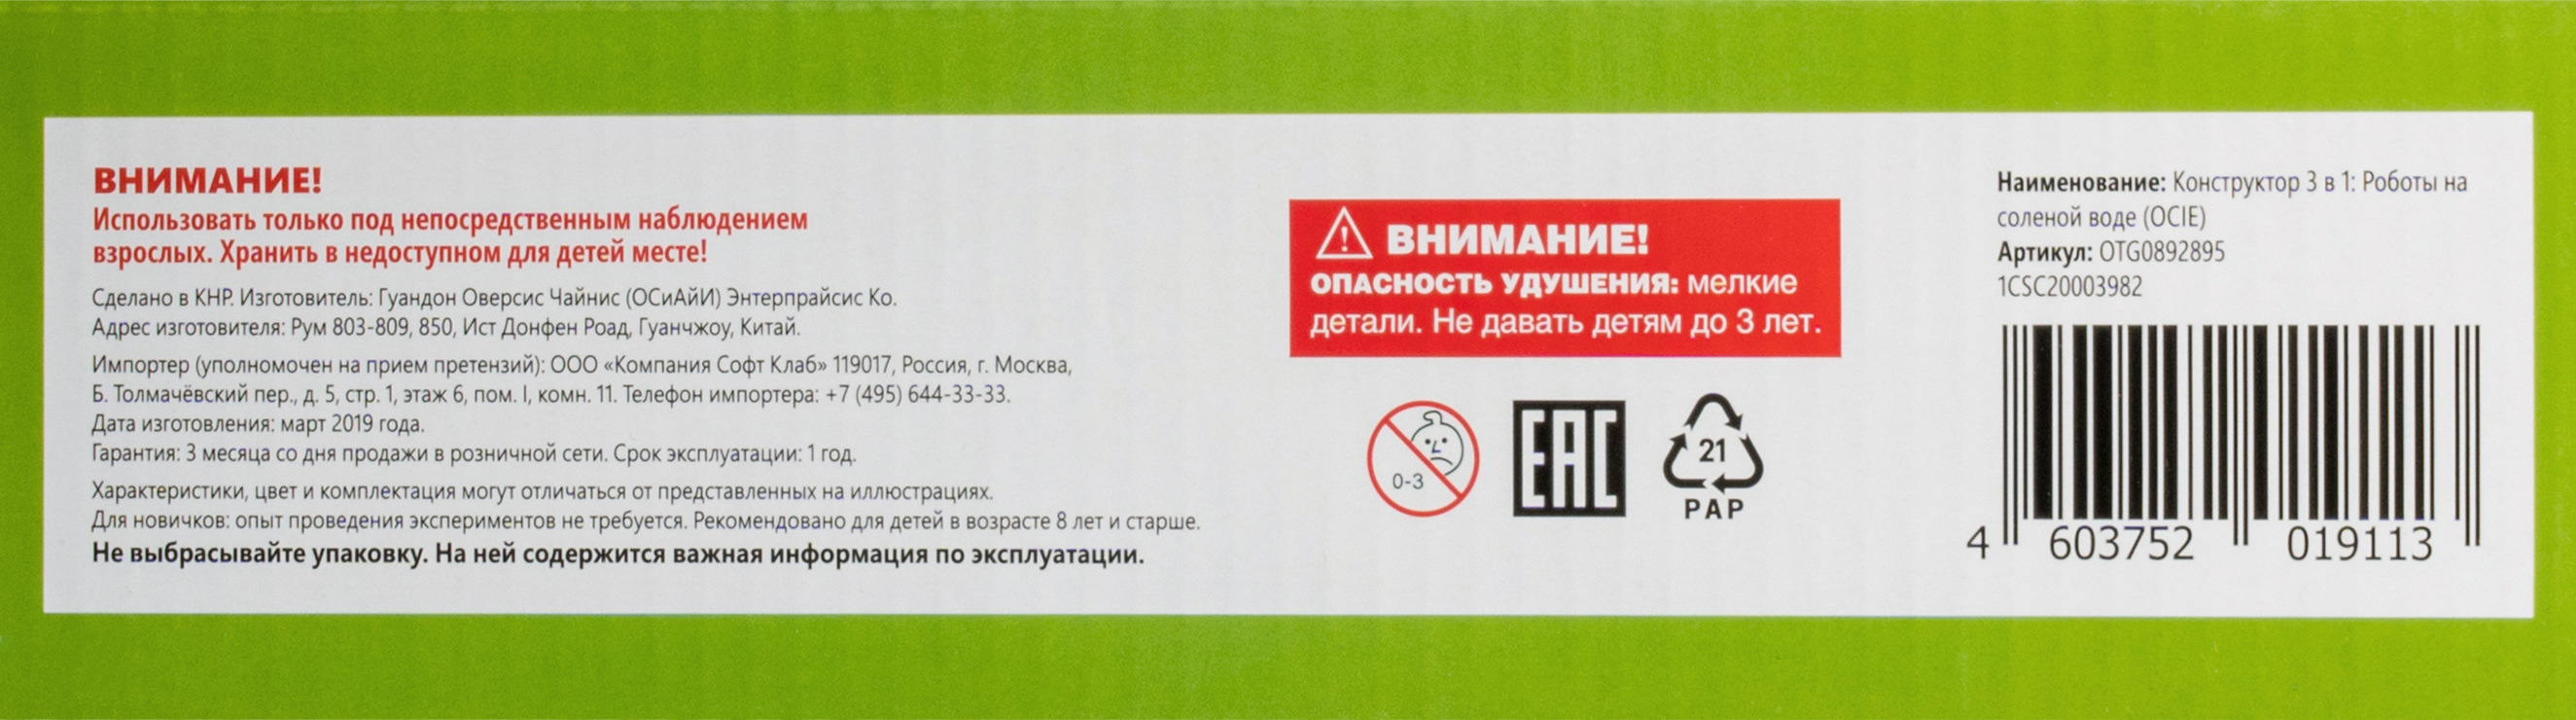 ВНИМАНИЕ!
Использовать только под непосредственным наблюдением
взрослых. Хранить в недоступном для детей месте!
Сделано в КНР. Изготовитель: Гуандон Оверсис Чайнис (ОСиАйИ) Энтерпрайсис Ко.
Адрес изготовителя: Рум 803-809, 850, Ист Донфен Роад, Гуанчжоу, Китай.
Импортер (уполномочен на прием претензий): ООО «Компания Софт Клаб» 119017, Россия, г. Москва,
Б. Толмачёвский пер., д. 5, стр. 1, этаж 6, пом. I, комн. 11. Телефон импортера: +7 (495) 644-33-33.
Дата изготовления: март 2019 года.
Гарантия: 3 месяца со дня продажи в розничной сети. Срок эксплуатации: 1 год.
Характеристики, цвет и комплектация могут отличаться от представленных на иллюстрациях.
Для новичков: опыт проведения экспериментов не требуется. Рекомендовано для детей в возрасте 8 лет и старше.
Не выбрасывайте упаковку. На ней содержится важная информация по эксплуатации.
ВНИМАНИЕ!
ОПАСНОСТЬ УДУШЕНИЯ: мелкие
детали. Не давать детям до 3 лет.
0-3
EAC
21
PAP
Наименование: Конструктор 3 в 1: Роботы на
соленой воде (OCIE)
Артикул: OTG0892895
1CSC20003982
4 603752 019113